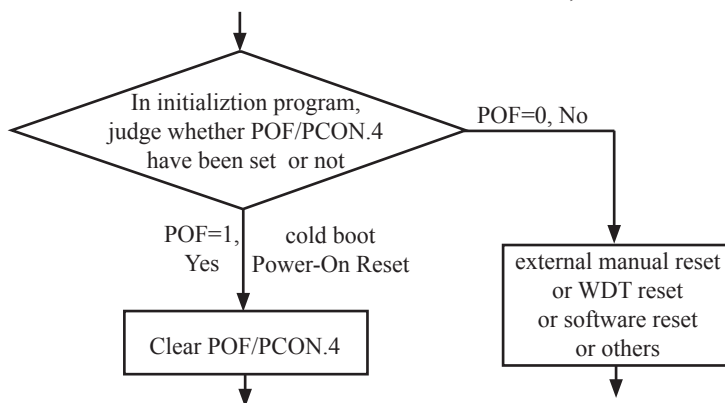 In initializtion program,
judge whether POF/PCON.4
have been set or not
POF=0, No
POF=1,
Yes
cold boot
Power-On Reset
external manual reset
or WDT reset
or software reset
or others
Clear POF/PCON.4